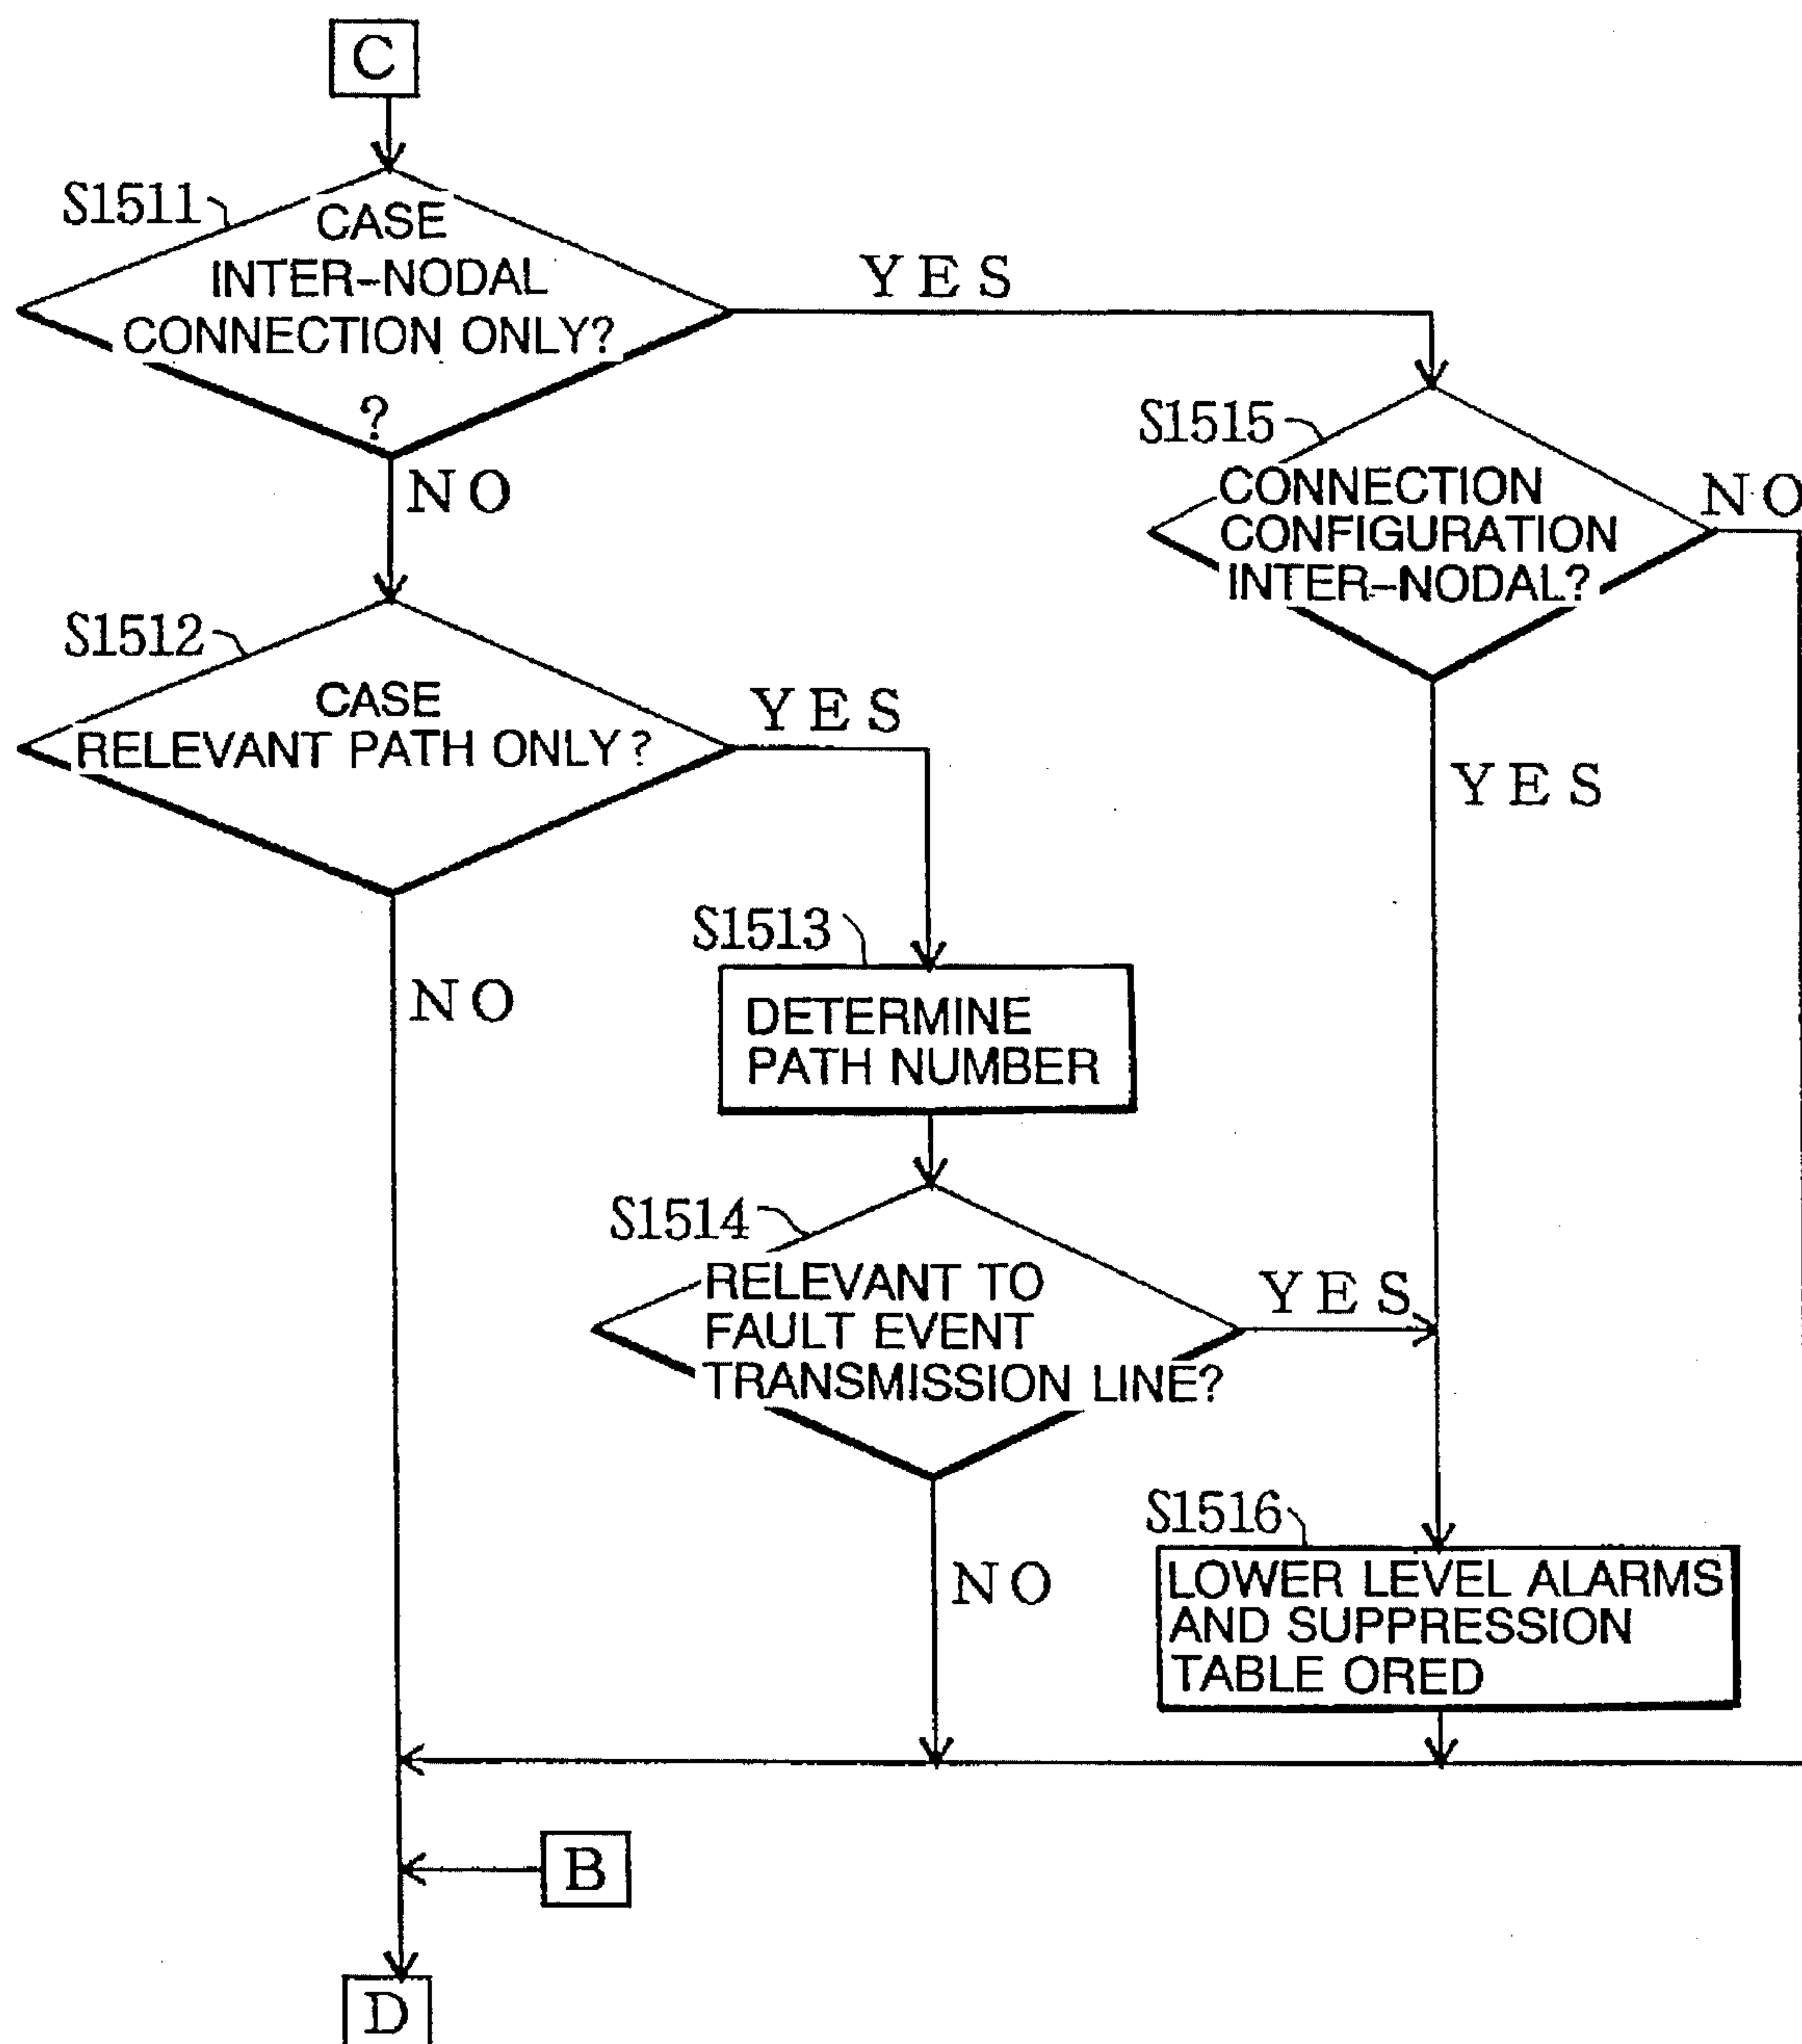 C
S1511
CASE
INTER-NODAL
CONNECTION ONLY?
?
YES
NO
S1515
CONNECTION
CONFIGURATION
INTER-NODAL?
NO
YES
S1512
CASE
RELEVANT PATH ONLY?
YES
NO
S1513
DETERMINE
PATH NUMBER
S1514
RELEVANT TO
FAULT EVENT
TRANSMISSION LINE?
YES
NO
S1516
LOWER LEVEL ALARMS
AND SUPPRESSION
TABLE ORED
B
D